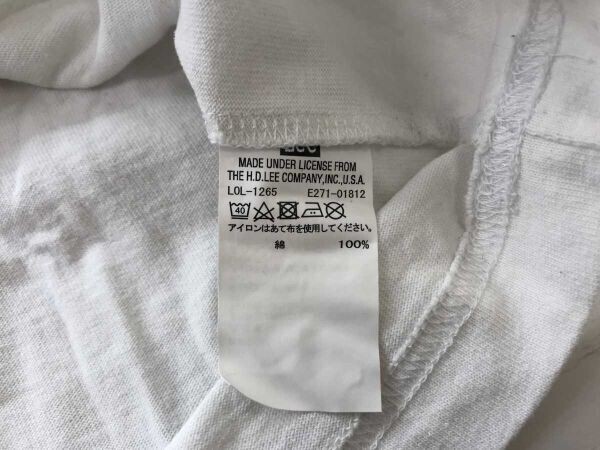 Lee
MADE UNDER LICENSE FROM
THE H.D.LEE COMPANY,INC.,U.S.A.
LOL-1265 E271-01812
40
アイロンはあて布を使用してください。
綿 100%